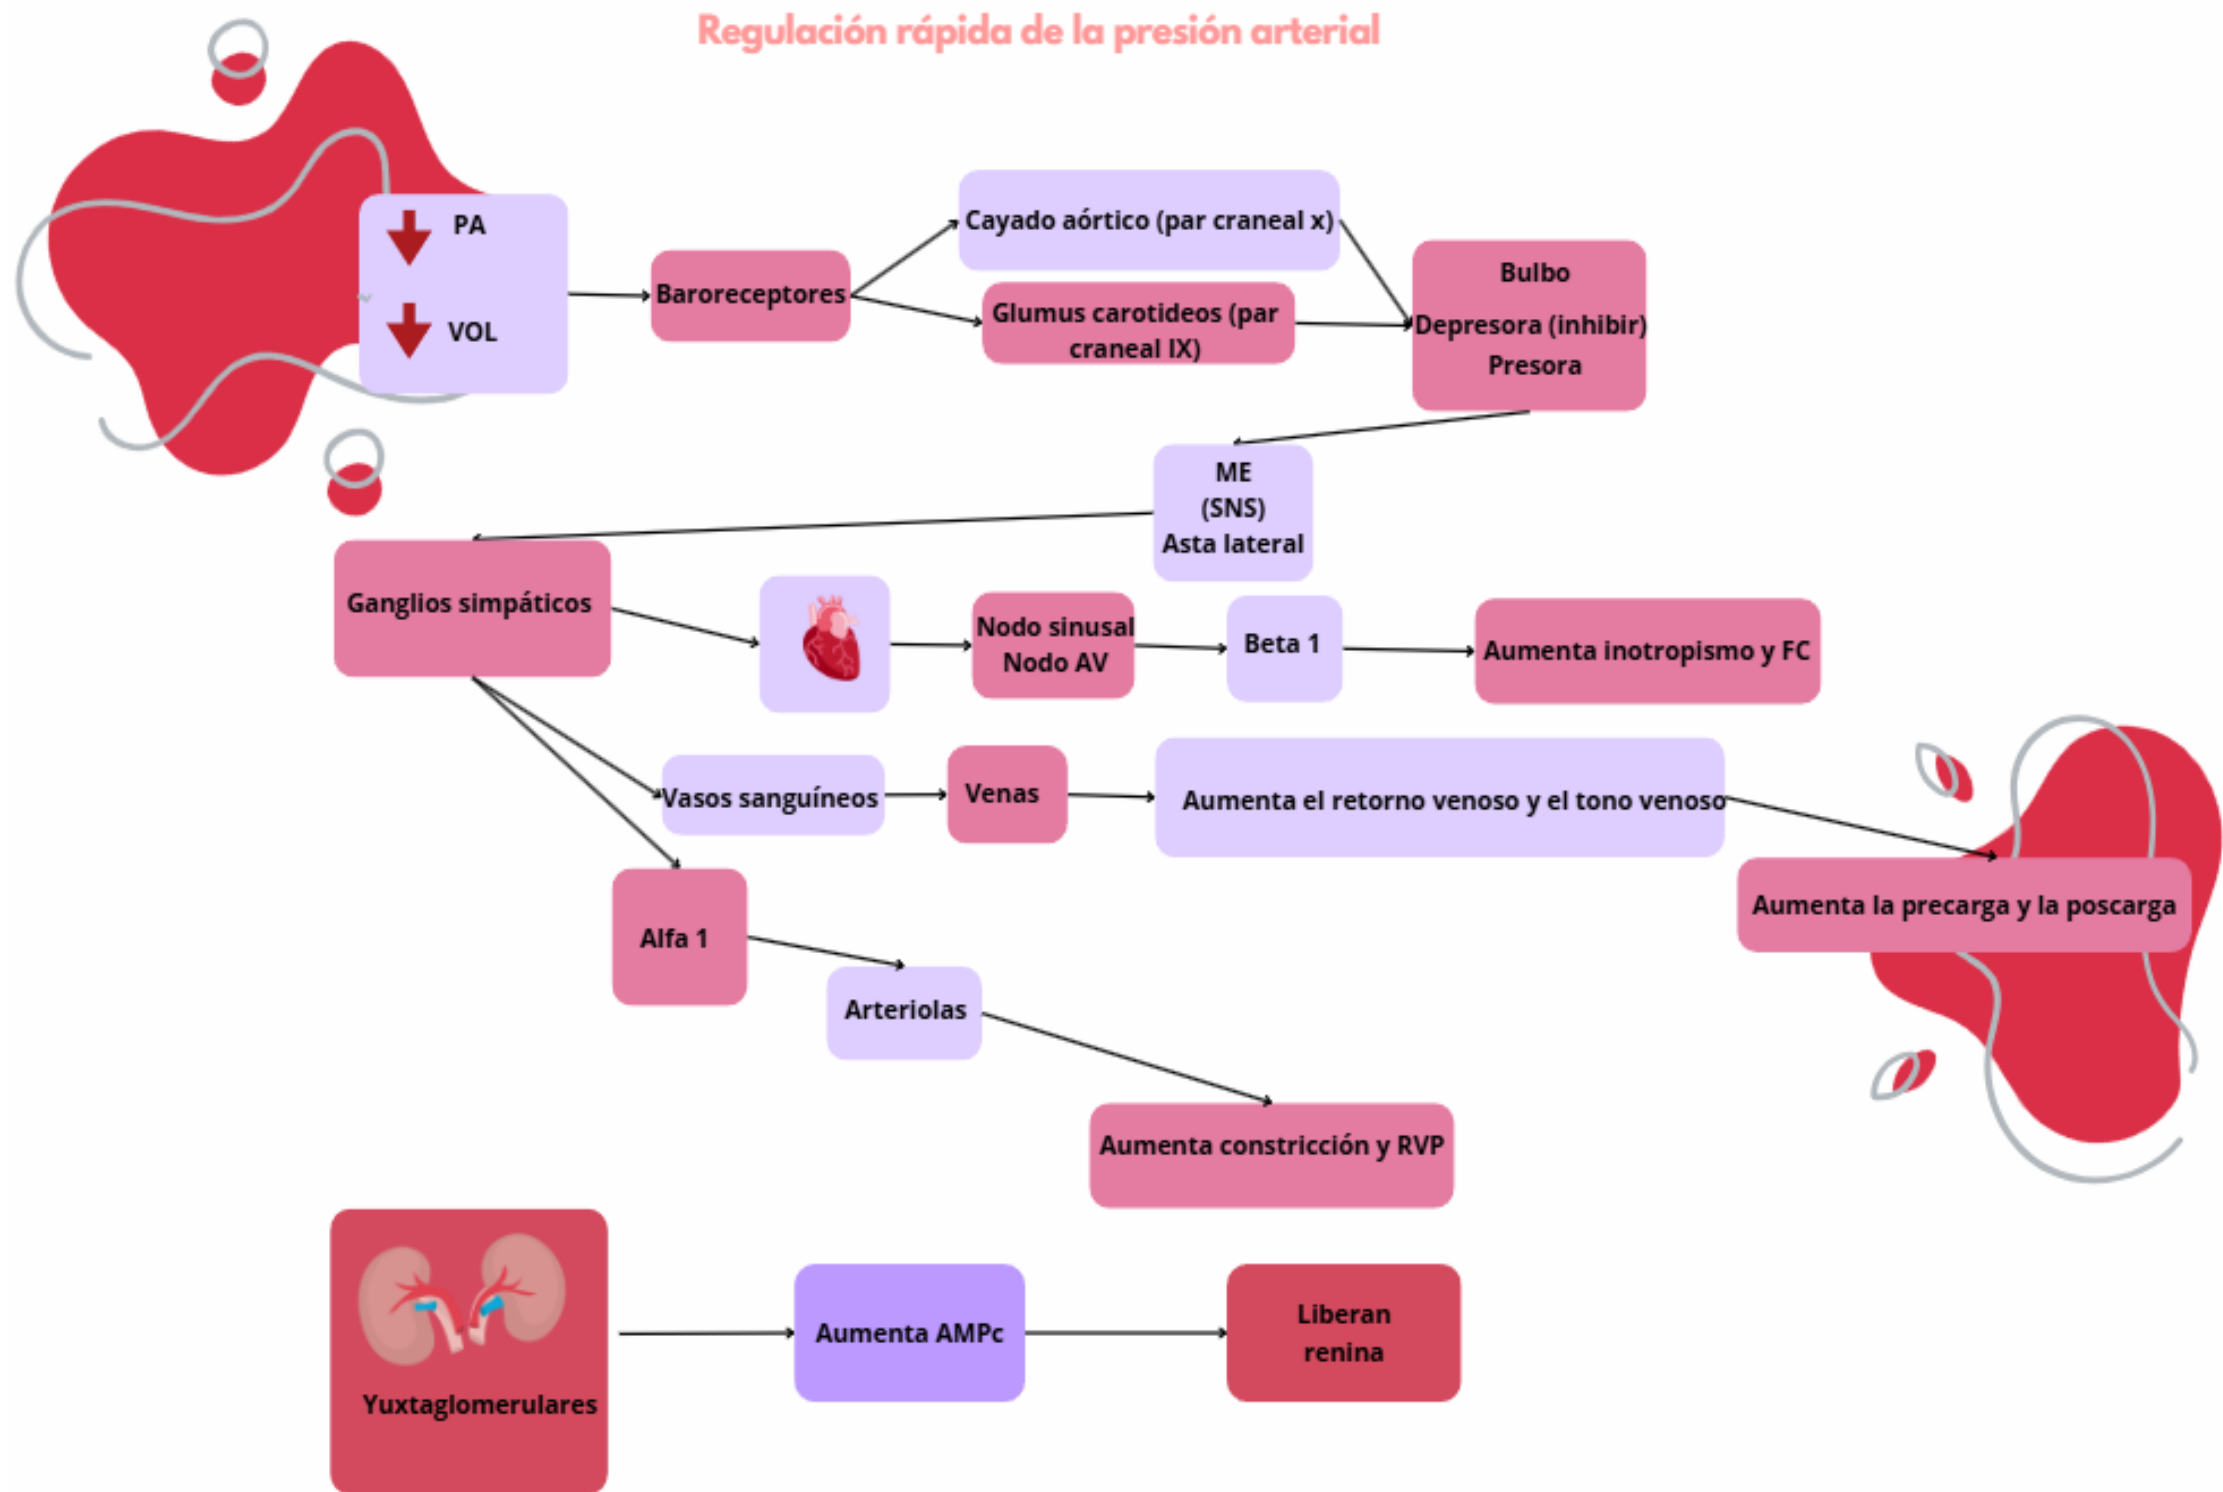 Regulación rápida de la presión arterial
PA
VOL
Baroreceptores
Cayado aórtico (par craneal x)
Glumus carotideos (par
craneal IX)
Bulbo
Depresora (inhibir)
Presora
ME
(SNS)
Asta lateral
Ganglios simpáticos
Nodo sinusal
Nodo AV
Beta 1
Aumenta inotropismo y FC
Vasos sanguíneos
Venas
Aumenta el retorno venoso y el tono venoso
Aumenta la precarga y la poscarga
Alfa 1
Arteriolas
Aumenta constricción y RVP
Yuxtaglomerulares
Aumenta AMPc
Liberan
renina